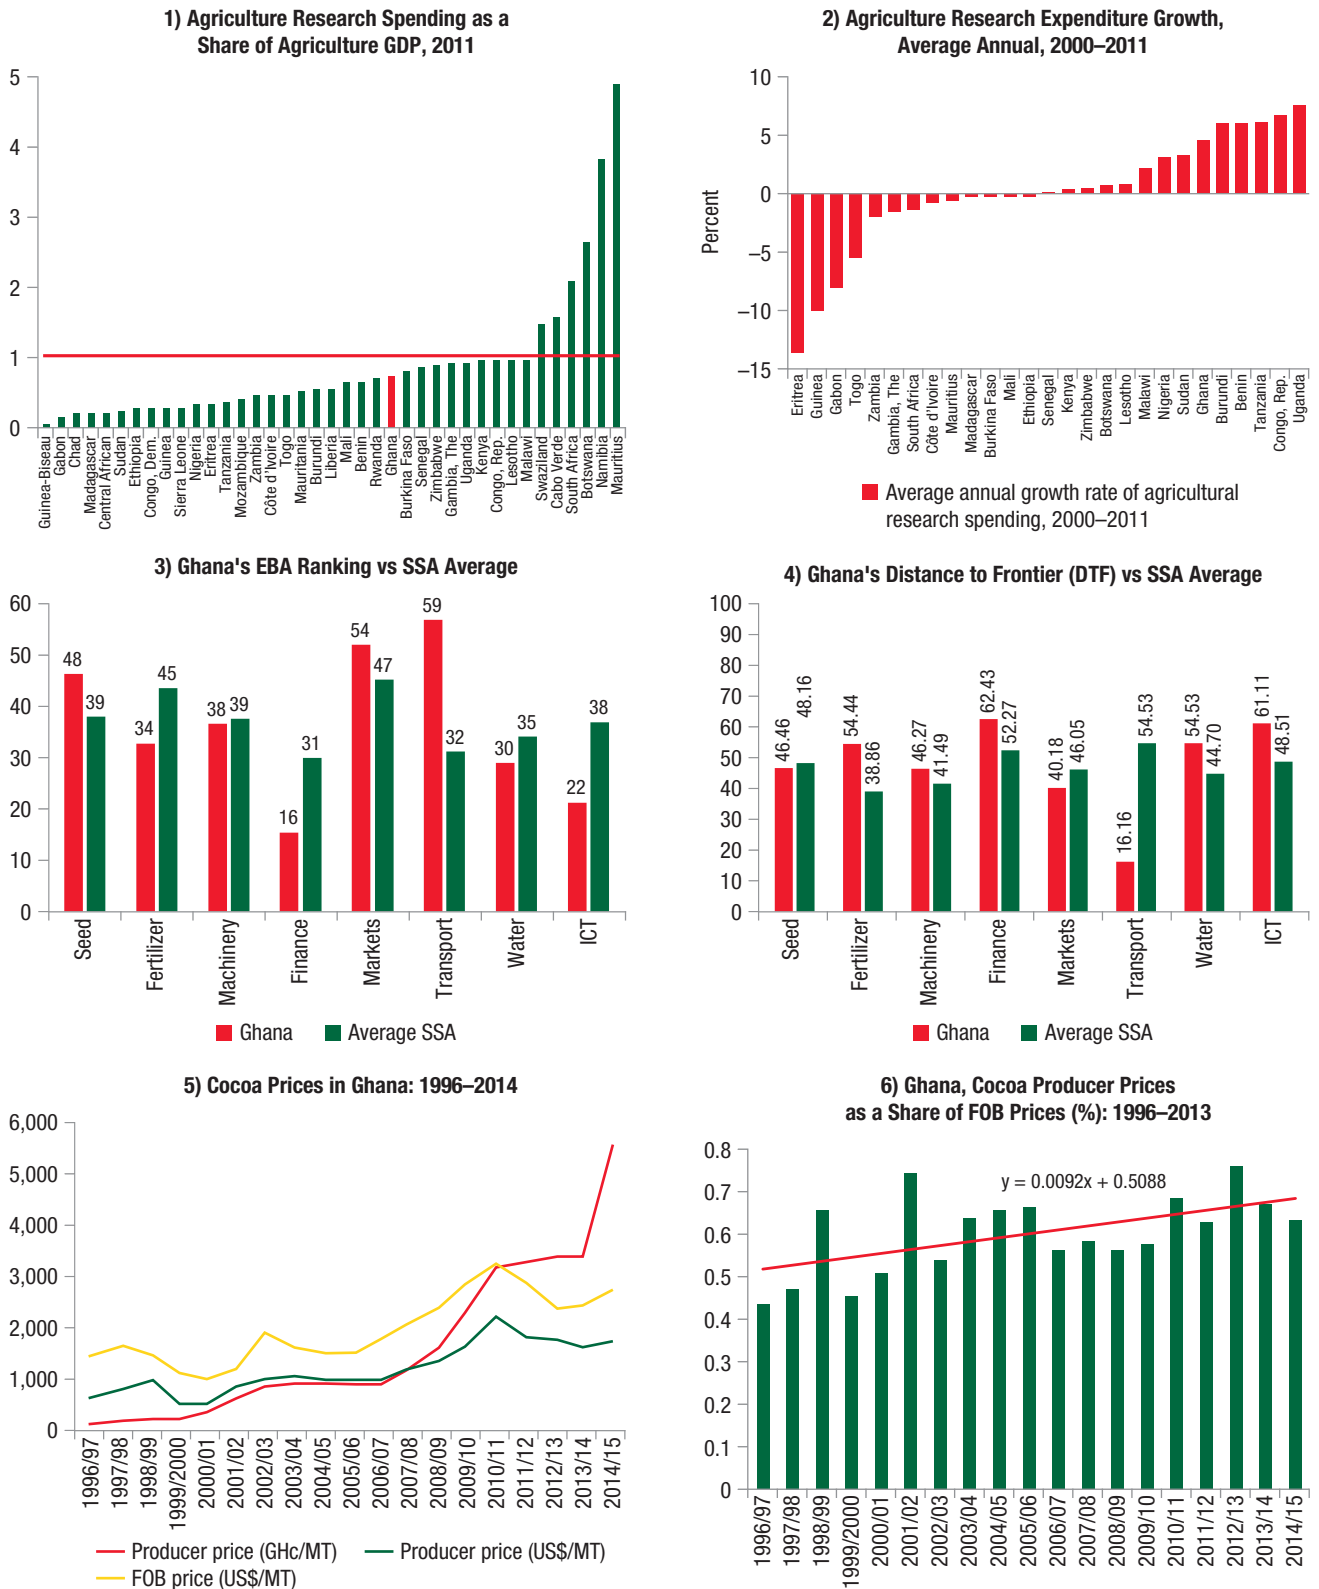 1) Agriculture Research Spending as a
Share of Agriculture GDP, 2011
5
4
3
2
1
0
Guinea-Biseau
Gabon
Chad
Madagascar
Central African
Sudan
Ethiopia
Congo, Dem.
Guinea
Sierra Leone
Nigeria
Eritrea
Tanzania
Mozambique
Zambia
Côte d'Ivoire
Togo
Mauritania
Burundi
Liberia
Mali
Benin
Rwanda
Ghana
Burkina Faso
Senegal
Zimbabwe
Gambia, The
Uganda
Kenya
Congo, Rep.
Lesotho
Malawi
Swaziland
Cabo Verde
South Africa
Botswana
Namibia
Mauritius
2) Agriculture Research Expenditure Growth,
Average Annual, 2000–2011
Percent
10
5
0
–5
–10
–15
Eritrea
Guinea
Gabon
Togo
Zambia
Gambia, The
South Africa
Côte d'Ivoire
Mauritius
Madagascar
Burkina Faso
Mali
Ethiopia
Senegal
Kenya
Zimbabwe
Botswana
Lesotho
Malawi
Nigeria
Sudan
Ghana
Burundi
Benin
Tanzania
Congo, Rep.
Uganda
Average annual growth rate of agricultural
research spending, 2000–2011
3) Ghana's EBA Ranking vs SSA Average
60
50
40
30
20
10
0
48
39
34
45
38
39
16
31
54
47
59
32
30
35
22
38
Seed
Fertilizer
Machinery
Finance
Markets
Transport
Water
ICT
Ghana
Average SSA
4) Ghana's Distance to Frontier (DTF) vs SSA Average
100
90
80
70
60
50
40
30
20
10
0
46.46
48.16
54.44
38.86
46.27
41.49
62.43
52.27
40.18
46.05
16.16
54.53
54.53
44.70
61.11
48.51
Seed
Fertilizer
Machinery
Finance
Markets
Transport
Water
ICT
Ghana
Average SSA
5) Cocoa Prices in Ghana: 1996–2014
6,000
5,000
4,000
3,000
2,000
1,000
0
1996/97
1997/98
1998/99
1999/2000
2000/01
2001/02
2002/03
2003/04
2004/05
2005/06
2006/07
2007/08
2008/09
2009/10
2010/11
2011/12
2012/13
2013/14
2014/15
Producer price (GHc/MT)
Producer price (US$/MT)
FOB price (US$/MT)
6) Ghana, Cocoa Producer Prices
as a Share of FOB Prices (%): 1996–2013
0.8
0.7
0.6
0.5
0.4
0.3
0.2
0.1
0
y = 0.0092x + 0.5088
1996/97
1997/98
1998/99
1999/2000
2000/01
2001/02
2002/03
2003/04
2004/05
2005/06
2006/07
2007/08
2008/09
2009/10
2010/11
2011/12
2012/13
2013/14
2014/15